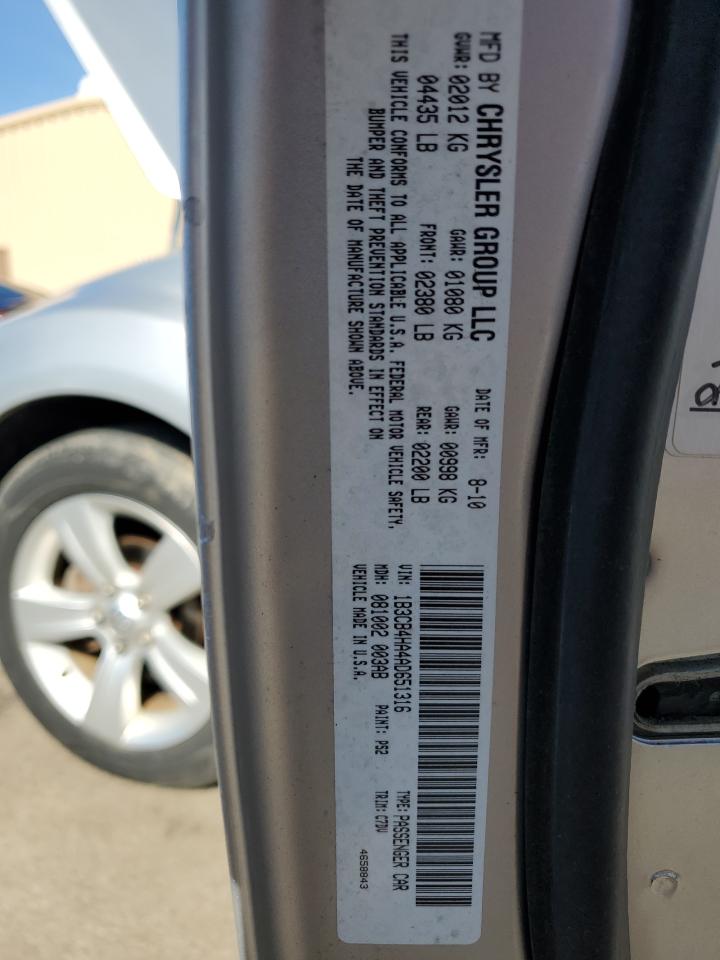 MFD BY CHRYSLER GROUP LLC DATE OF MFR: 8-10
GVWR: 02012 KG GAWR: 01080 KG GAWR: 00998 KG
04435 LB FRONT: 02380 LB REAR: 02200 LB
THIS VEHICLE CONFORMS TO ALL APPLICABLE U.S.A. FEDERAL MOTOR VEHICLE SAFETY,
BUMPER AND THEFT PREVENTION STANDARDS IN EFFECT ON
THE DATE OF MANUFACTURE SHOWN ABOVE.
VIN: 1B3CB4HA4AD651316 TYPE: PASSENGER CAR
MDH: 081002 003AB PAINT: PS2 TRIM: C7DV
VEHICLE MADE IN U.S.A. 4658843